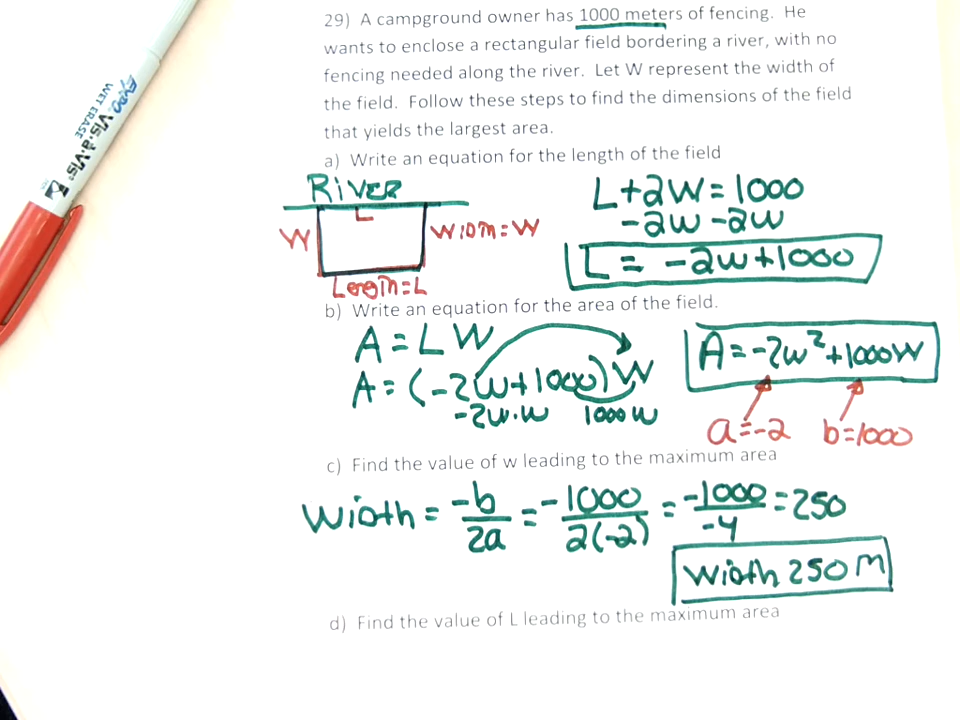 29) A campground owner has 1000 meters of fencing. He
wants to enclose a rectangular field bordering a river, with no
fencing needed along the river. Let W represent the width of
the field. Follow these steps to find the dimensions of the field
that yields the largest area.
a) Write an equation for the length of the field
River
L
W
Width=W
Length=L
L+2W=1000
-2w -2w
L = -2w+1000
b) Write an equation for the area of the field.
A=LW
A=(-2w+1000)W
-2w·w 1000w
A=-2w²+1000w
a=-2 b=1000
c) Find the value of w leading to the maximum area
Width = -b/2a = -1000/2(-2) = -1000/-4 = 250
Width 250 M
d) Find the value of L leading to the maximum area
EXPO Vis.à.Vis
WET ERASE